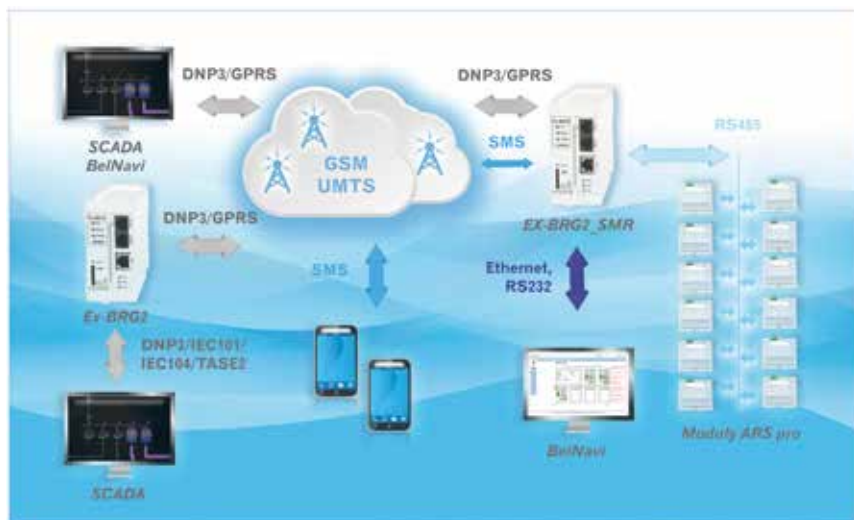 DNP3/GPRS
DNP3/GPRS
SCADA
BelNavi
GSM
UMTS
SMS
RS485
EX-BRG2_SMR
DNP3/GPRS
Ethernet,
RS232
SMS
Ex-BRG2
DNP3/IEC101/
IEC104/TASE2
Moduly ARS pro
BelNavi
SCADA